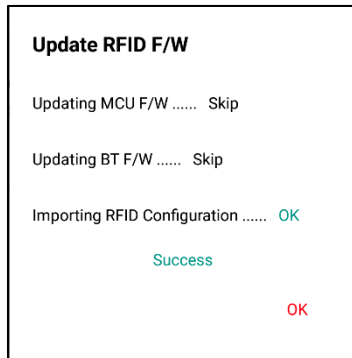 Update RFID F/W
Updating MCU F/W ...... Skip
Updating BT F/W ...... Skip
Importing RFID Configuration ...... OK
Success
OK